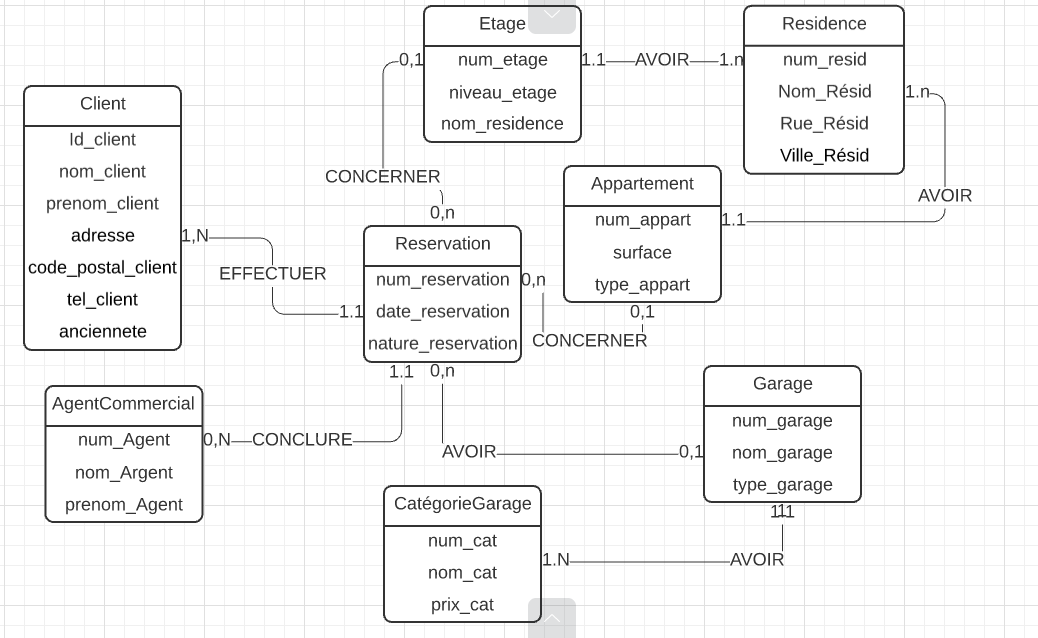 Etage
num_etage
niveau_etage
nom_residence
0,1
1.1
AVOIR
1.n
Residence
num_resid
Nom_Résid
Rue_Résid
Ville_Résid
1.n
AVOIR
Client
Id_client
nom_client
prenom_client
adresse
code_postal_client
tel_client
anciennete
1,N
EFFECTUER
1.1
CONCERNER
0,n
Appartement
num_appart
surface
type_appart
1.1
0,1
Reservation
num_reservation
date_reservation
nature_reservation
0,n
CONCERNER
1.1
0,n
AgentCommercial
num_Agent
nom_Argent
prenom_Agent
0,N
CONCLURE
AVOIR
0,1
Garage
num_garage
nom_garage
type_garage
CatégorieGarage
num_cat
nom_cat
prix_cat
1.N
AVOIR